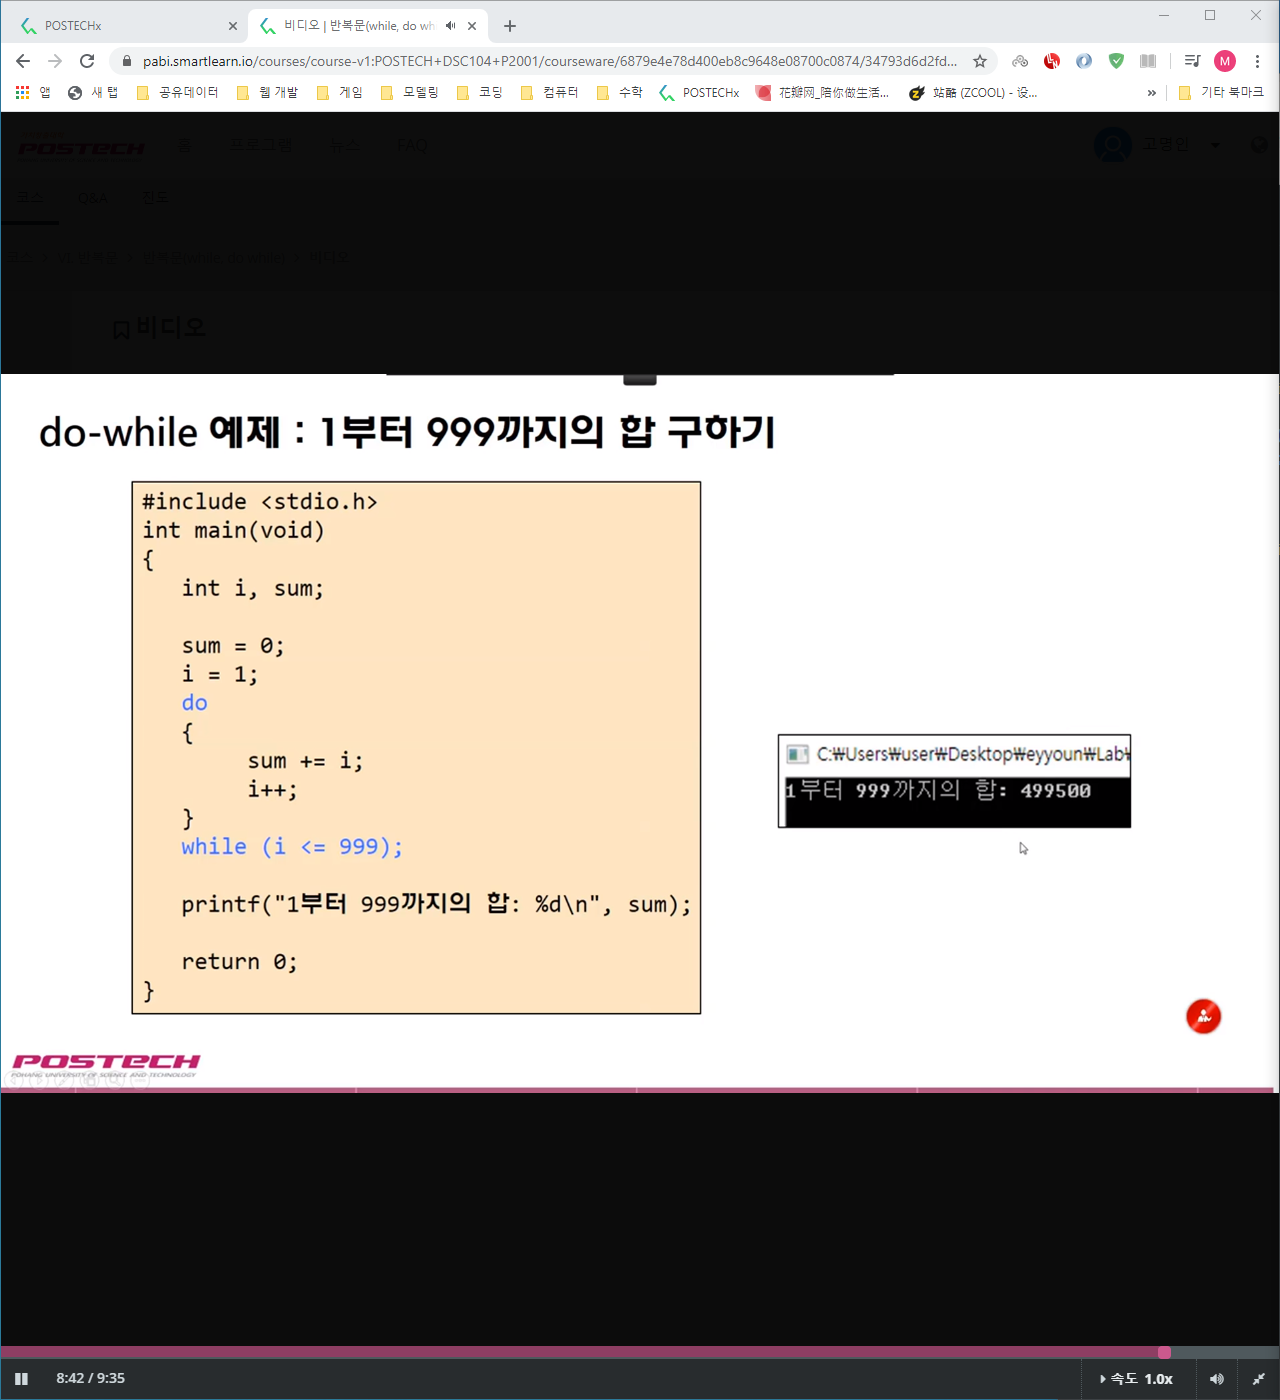 POSTECHx
비디오 | 반복문(while, do wh
pabi.smartlearn.io/courses/course-v1:POSTECH+DSC104+P2001/courseware/6879e4e78d400eb8c9648e08700c0874/34793d6d2fd...
M
앱 새 탭 공유데이터 웹 개발 게임 모델링 코딩 컴퓨터 수학 POSTECHx 花瓣网_陪你做生活... 站酷 (ZCOOL) - 设... » 기타 북마크
POSTECH 홈 프로그램 뉴스 FAQ 고영인
코스 Q&A 진도
비디오
do-while 예제 : 1부터 999까지의 합 구하기
#include <stdio.h>
int main(void)
{
int i, sum;
sum = 0;
i = 1;
do
{
sum += i;
i++;
}
while (i <= 999);
printf("1부터 999까지의 합: %d\n", sum);
return 0;
}
C:₩Users₩user₩Desktop₩eyyoun₩Lab₩
1부터 999까지의 합: 499500
POSTECH
POHANG UNIVERSITY OF SCIENCE AND TECHNOLOGY
8:42 / 9:35
속도 1.0x